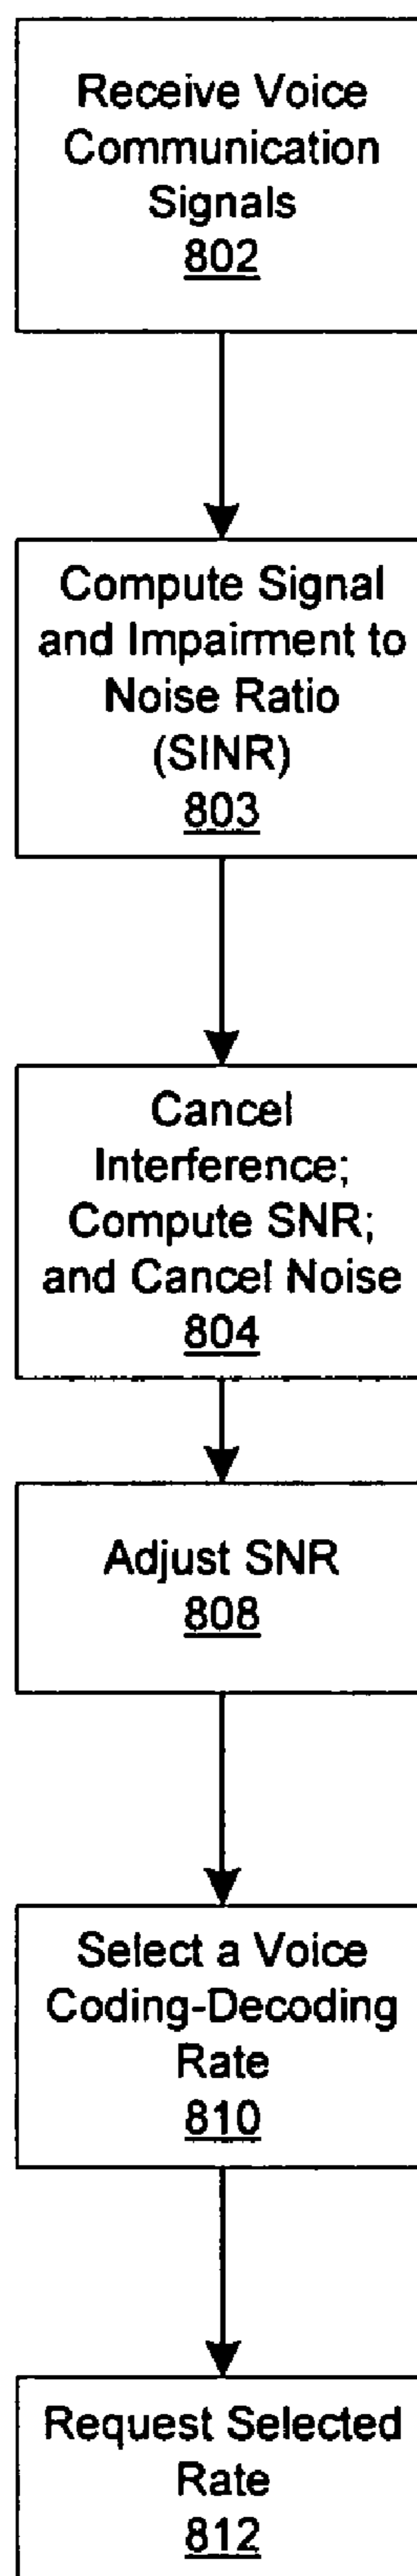 Receive Voice
Communication
Signals
802
Compute Signal
and Impairment to
Noise Ratio
(SINR)
803
Cancel
Interference;
Compute SNR;
and Cancel Noise
804
Adjust SNR
808
Select a Voice
Coding-Decoding
Rate
810
Request Selected
Rate
812